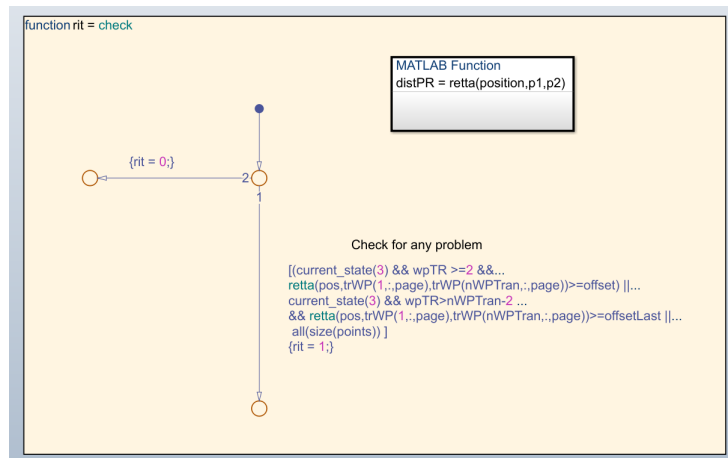 function rit = check
MATLAB Function
distPR = retta(position,p1,p2)
{rit = 0;}
2
1
Check for any problem
[(current_state(3) && wpTR >=2 &&...
retta(pos,trWP(1,:,page),trWP(nWPTran,:,page))>=offset) ||...
current_state(3) && wpTR>nWPTran-2 ...
&& retta(pos,trWP(1,:,page),trWP(nWPTran,:,page))>=offsetLast ||...
all(size(points)) ]
{rit = 1;}